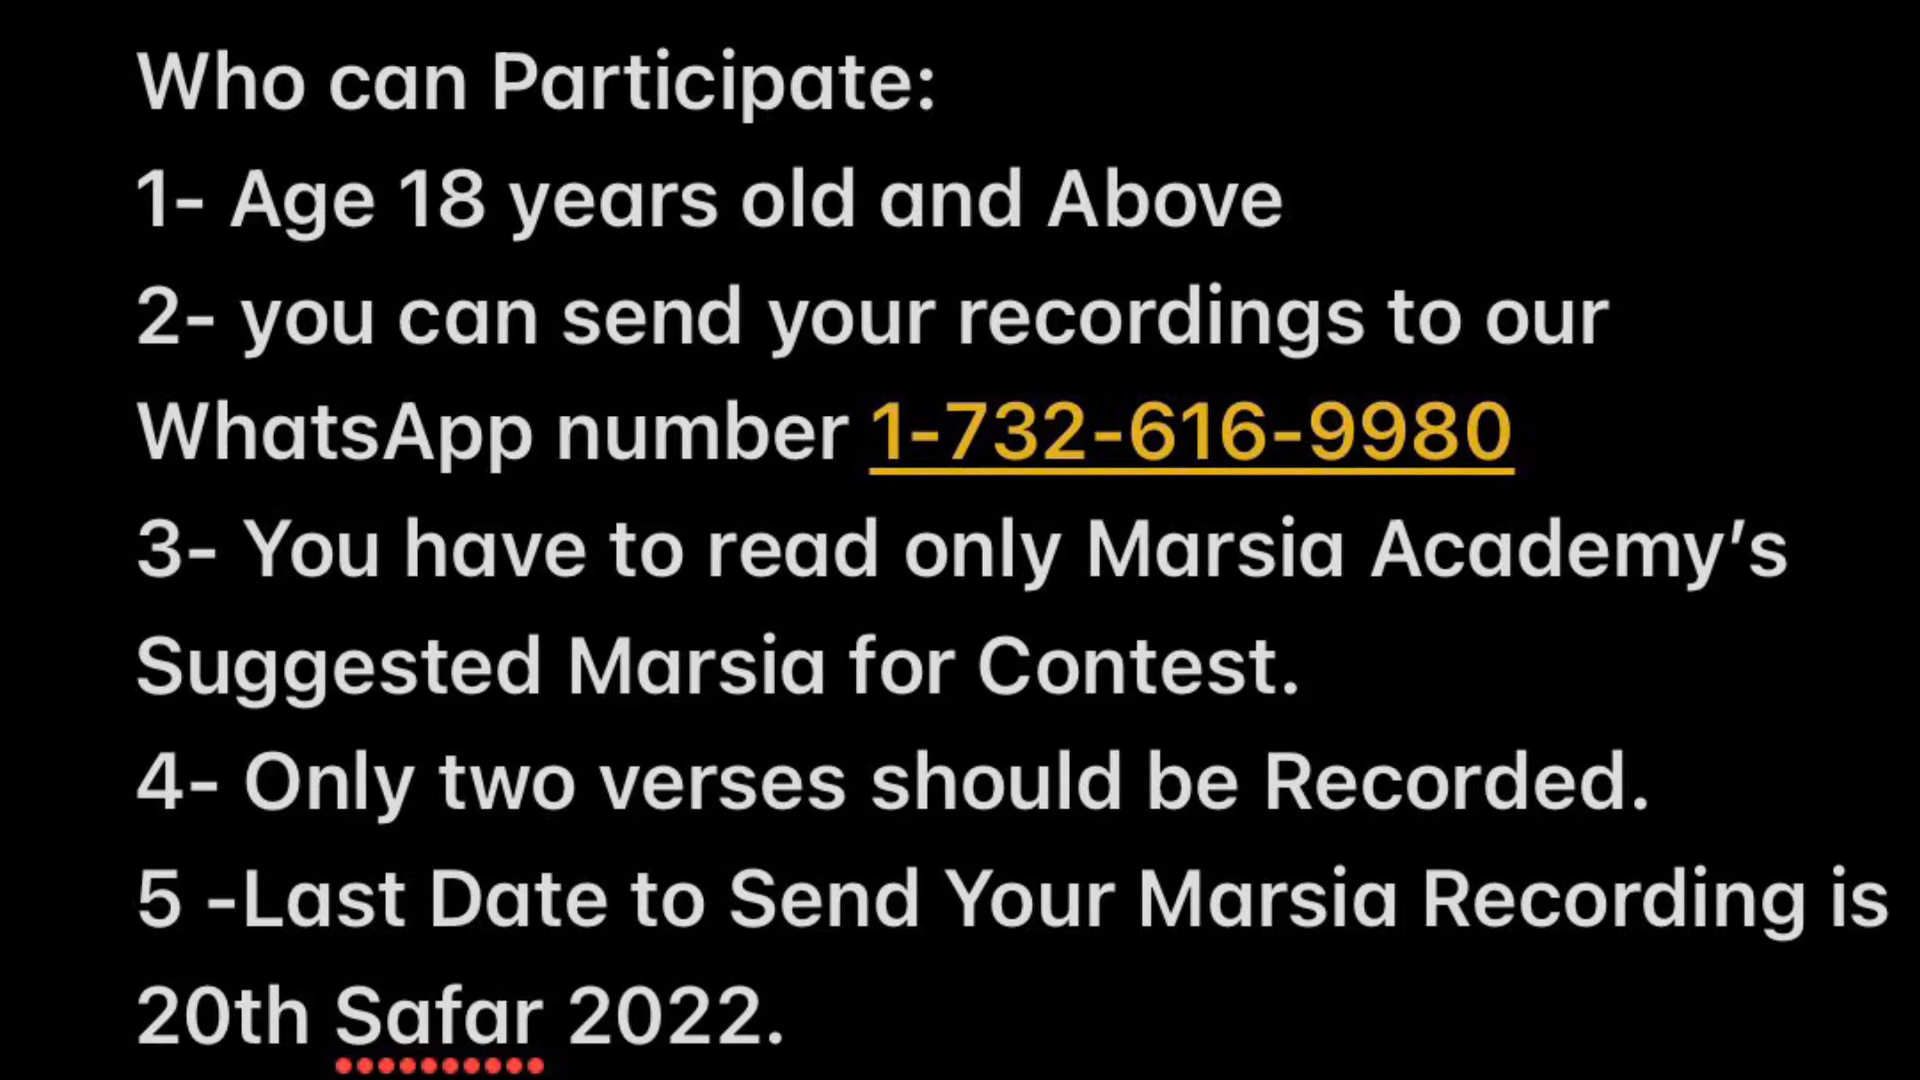 Who can Participate:
1- Age 18 years old and Above
2- you can send your recordings to our
WhatsApp number 1-732-616-9980
3- You have to read only Marsia Academy’s
Suggested Marsia for Contest.
4- Only two verses should be Recorded.
5 -Last Date to Send Your Marsia Recording is
20th Safar 2022.